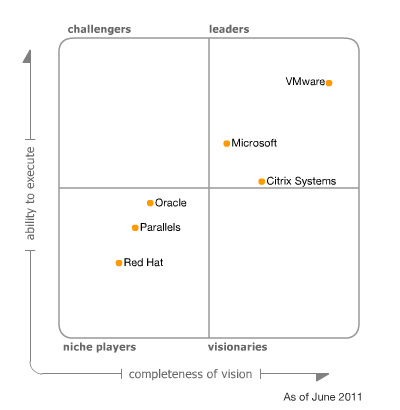 challengers
leaders
VMware
Microsoft
Citrix Systems
Oracle
Parallels
Red Hat
ability to execute
niche players
visionaries
completeness of vision
As of June 2011